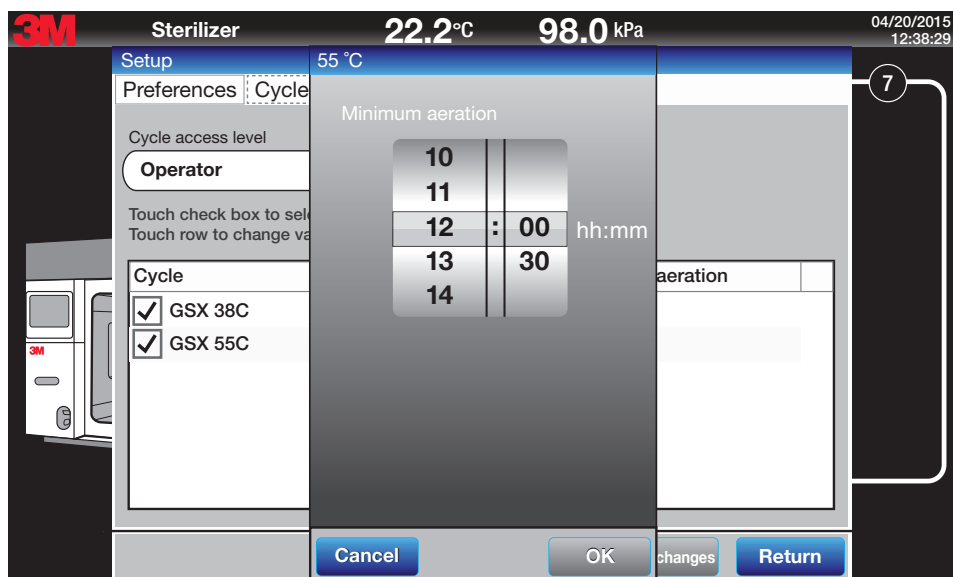 3M Sterilizer 22.2°C 98.0 kPa 04/20/2015
12:38:29
Setup
Preferences Cycle
Cycle access level
Operator
Touch check box to sel
Touch row to change va
Cycle aeration
GSX 38C
GSX 55C
55 °C
Minimum aeration
10
11
12 : 00 hh:mm
13 30
14
Cancel OK changes Return
7
3M